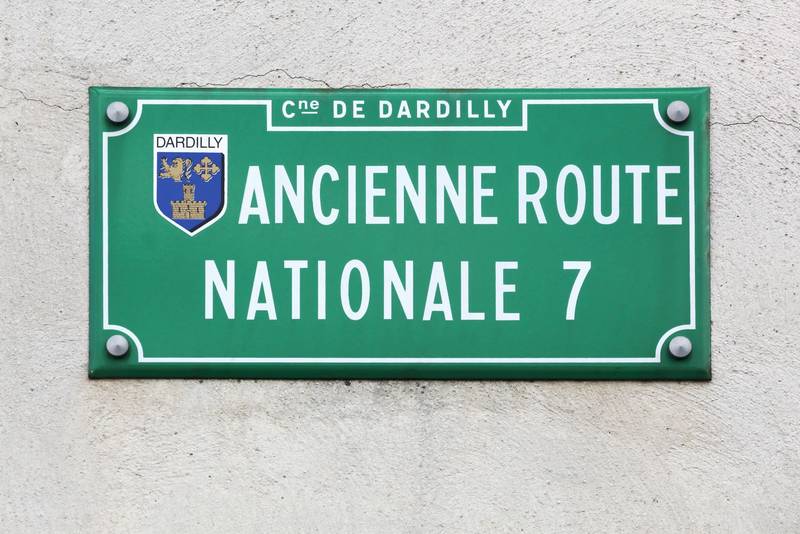 Cne DE DARDILLY
DARDILLY
ANCIENNE ROUTE
NATIONALE 7